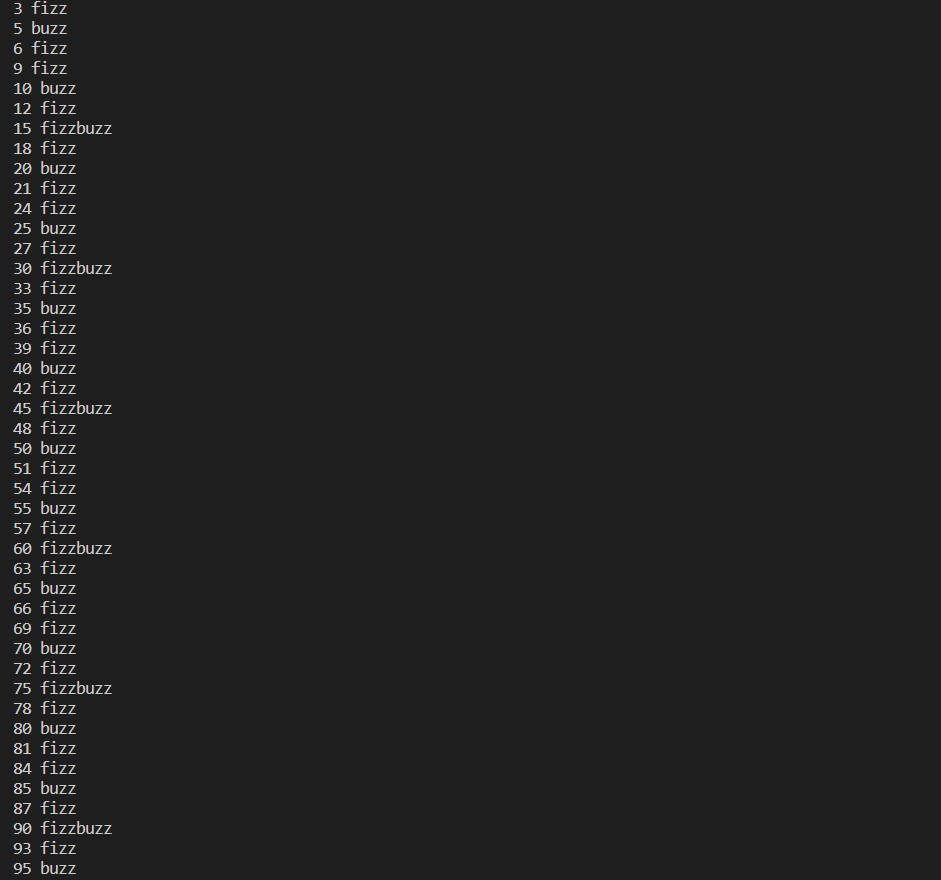 3 fizz
5 buzz
6 fizz
9 fizz
10 buzz
12 fizz
15 fizzbuzz
18 fizz
20 buzz
21 fizz
24 fizz
25 buzz
27 fizz
30 fizzbuzz
33 fizz
35 buzz
36 fizz
39 fizz
40 buzz
42 fizz
45 fizzbuzz
48 fizz
50 buzz
51 fizz
54 fizz
55 buzz
57 fizz
60 fizzbuzz
63 fizz
65 buzz
66 fizz
69 fizz
70 buzz
72 fizz
75 fizzbuzz
78 fizz
80 buzz
81 fizz
84 fizz
85 buzz
87 fizz
90 fizzbuzz
93 fizz
95 buzz